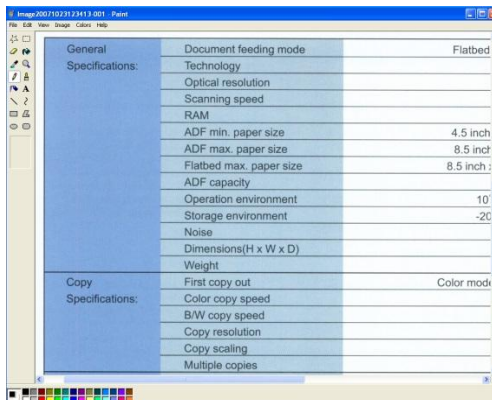 Image20071023123413-001 - Paint
File Edit View Image Colors Help
General Specifications: Document feeding mode Flatbed
Technology
Optical resolution
Scanning speed
RAM
ADF min. paper size 4.5 inch
ADF max. paper size 8.5 inch
Flatbed max. paper size 8.5 inch
ADF capacity
Operation environment 10
Storage environment -20
Noise
Dimensions(H x W x D)
Weight
Copy Specifications: First copy out Color mode
Color copy speed
B/W copy speed
Copy resolution
Copy scaling
Multiple copies